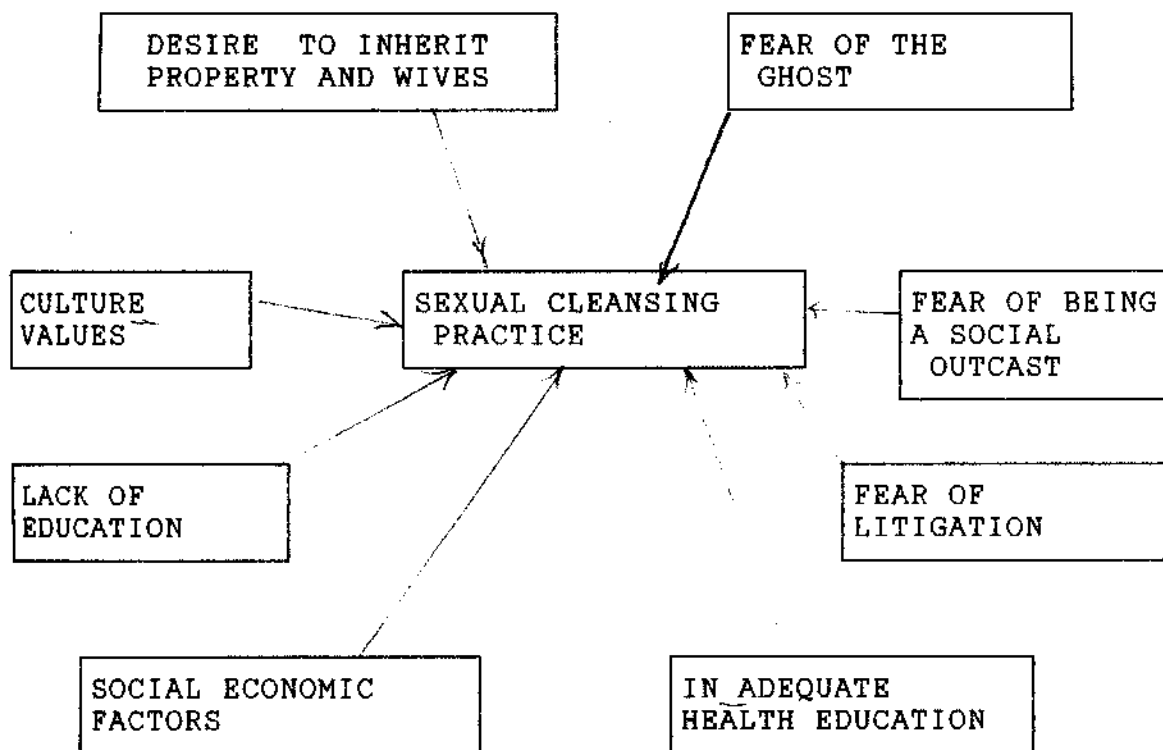 DESIRE TO INHERIT
PROPERTY AND WIVES
FEAR OF THE
GHOST
CULTURE
VALUES
SEXUAL CLEANSING
PRACTICE
FEAR OF BEING
A SOCIAL
OUTCAST
LACK OF
EDUCATION
FEAR OF
LITIGATION
SOCIAL ECONOMIC
FACTORS
IN ADEQUATE
HEALTH EDUCATION